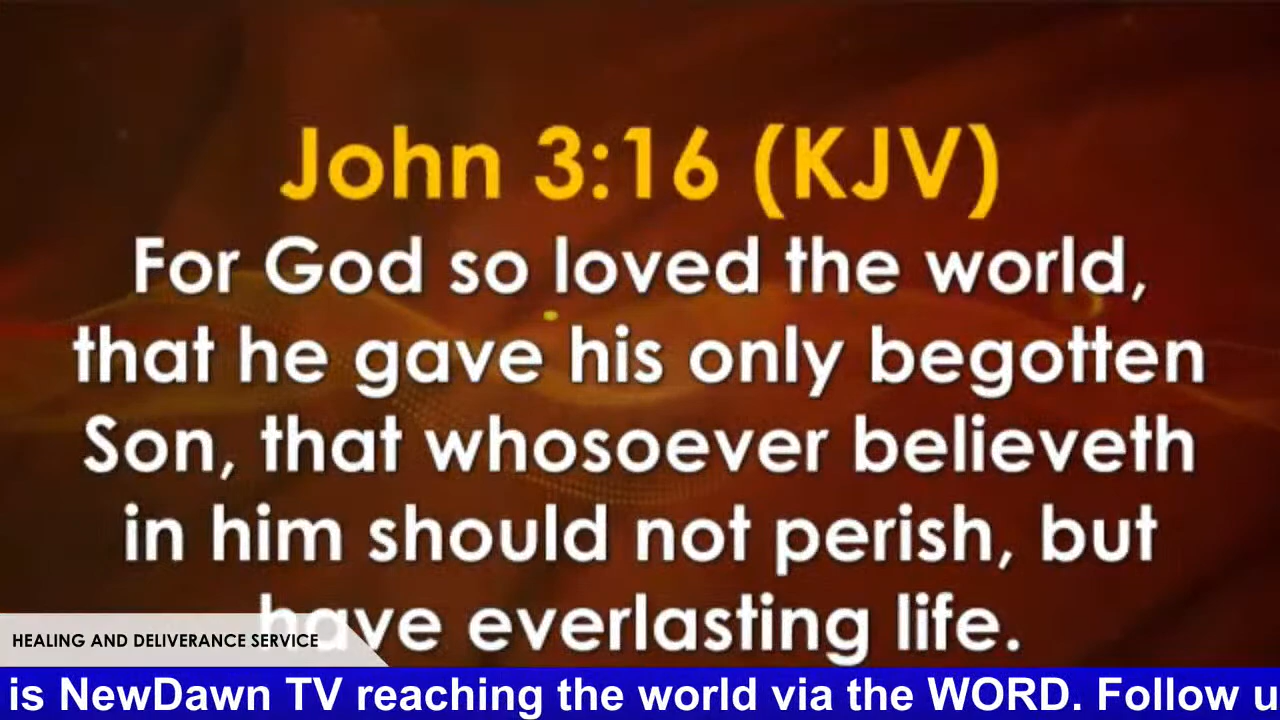 John 3:16 (KJV)
For God so loved the world,
that he gave his only begotten
Son, that whosoever believeth
in him should not perish, but
have everlasting life.
HEALING AND DELIVERANCE SERVICE
is NewDawn TV reaching the world via the WORD. Follow u